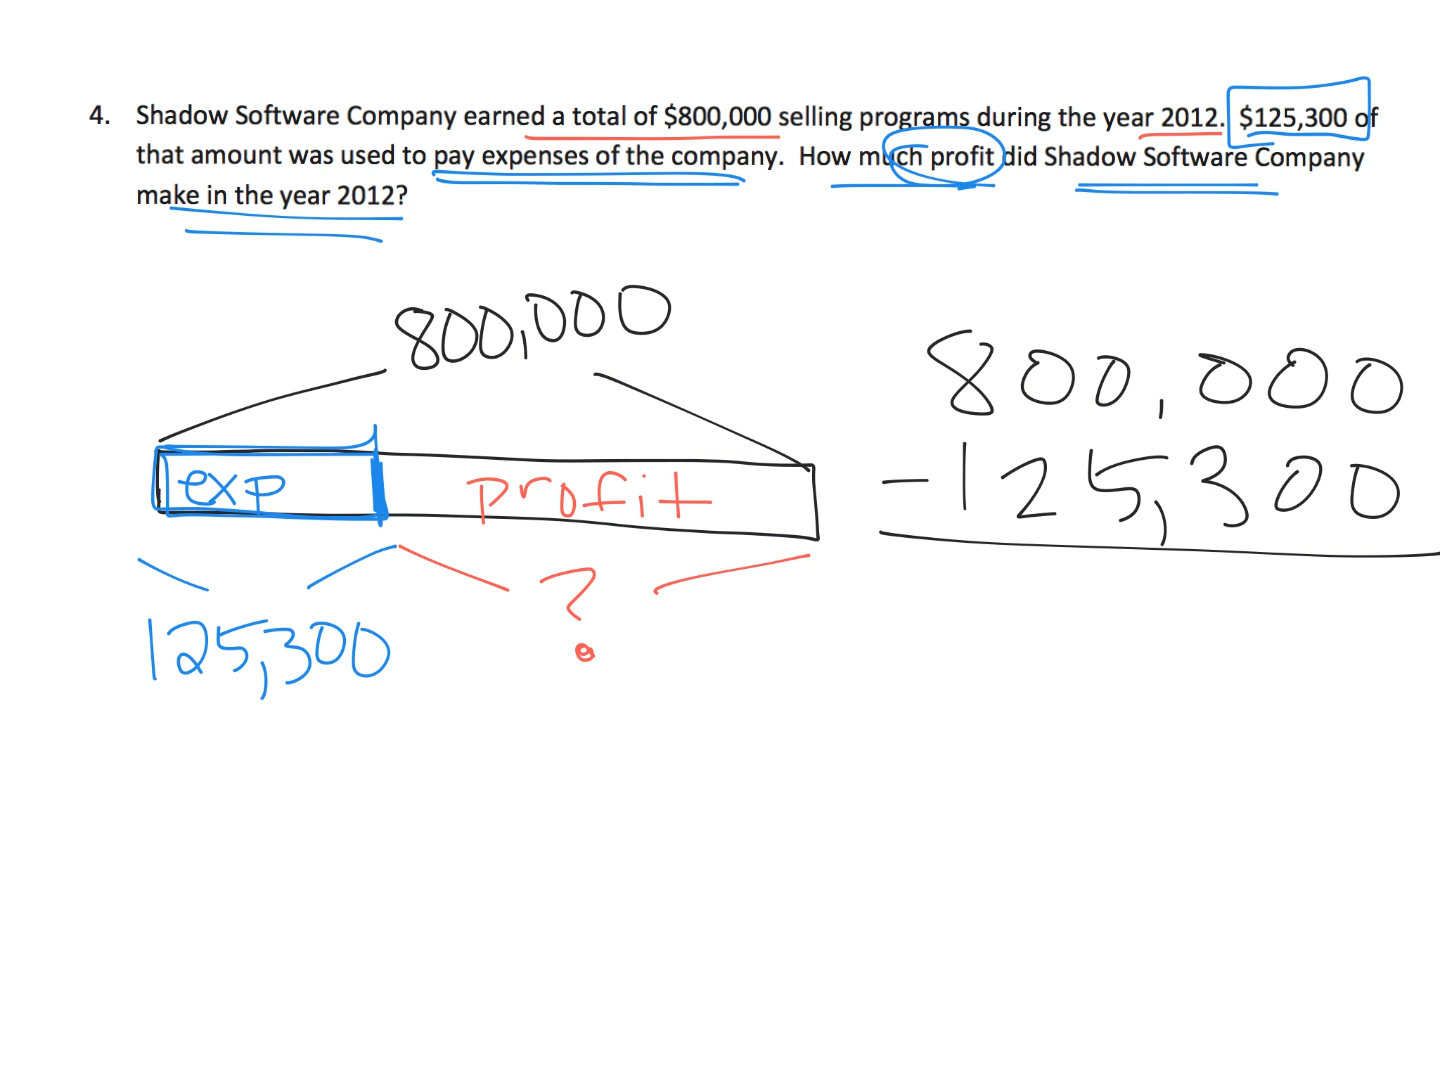 4. Shadow Software Company earned a total of $800,000 selling programs during the year 2012. $125,300 of
that amount was used to pay expenses of the company. How much profit did Shadow Software Company
make in the year 2012?
800,000
exp profit
125,300 ?
800,000
-125,300